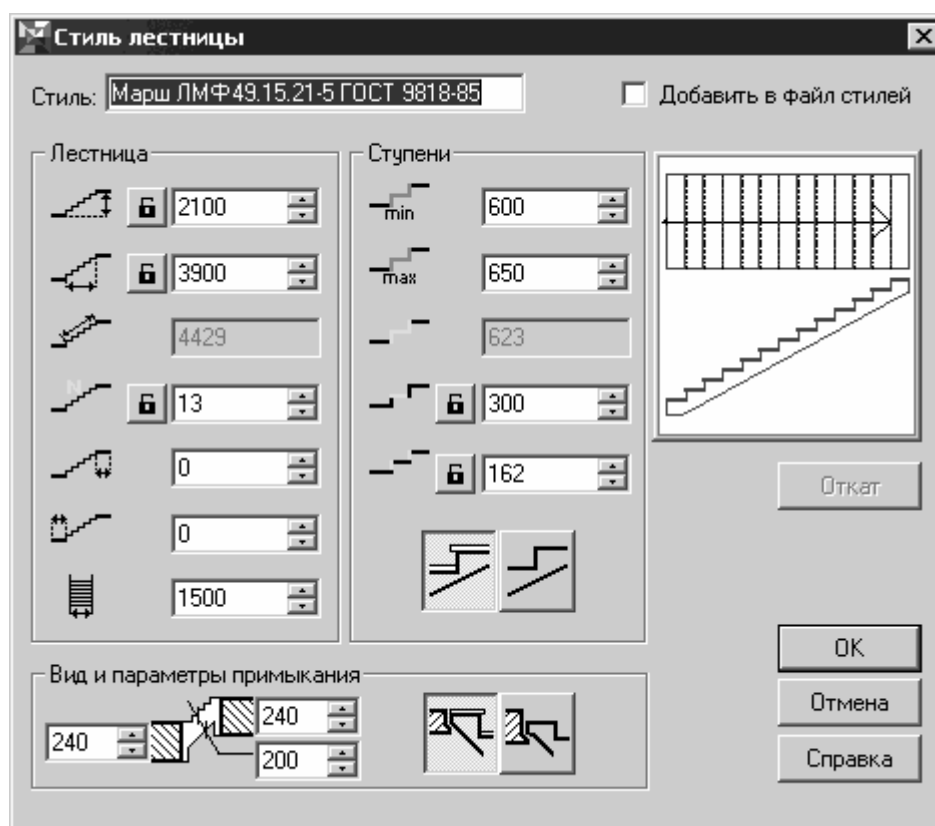 Стиль лестницы
Стиль: Марш ЛМФ49.15.21-5 ГОСТ 9818-85
Добавить в файл стилей
Лестница
2100
3900
4429
N
13
0
0
1500
Ступени
min
600
max
650
623
300
162
Откат
Вид и параметры примыкания
240
240
200
OK
Отмена
Справка